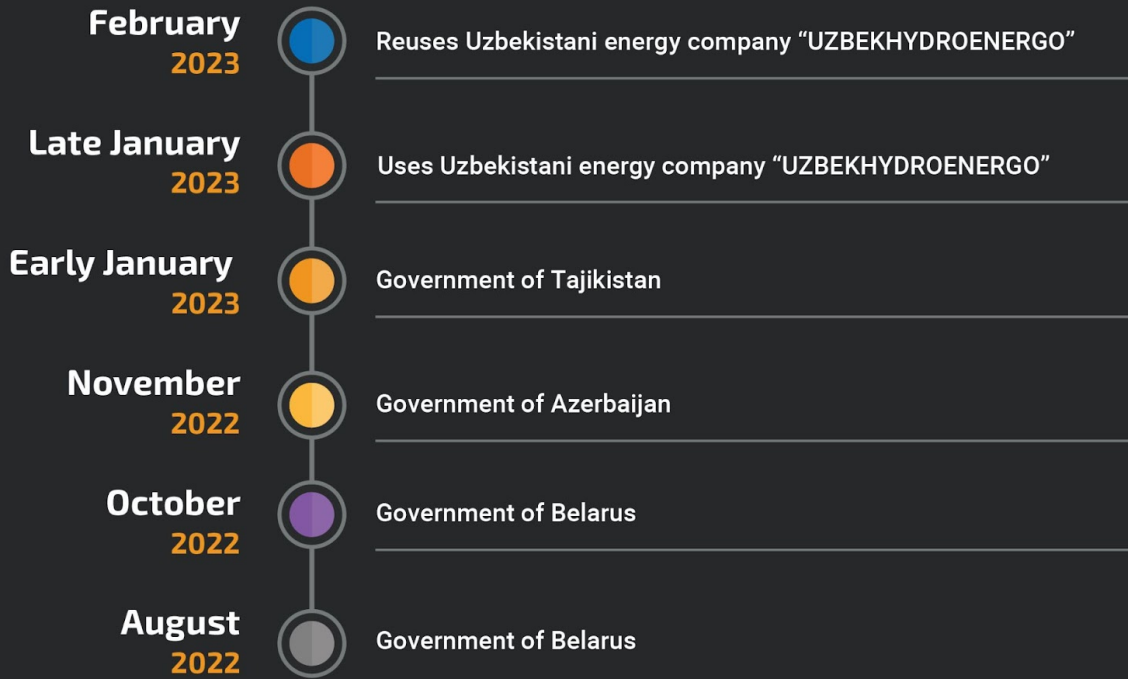 February
2023
Reuses Uzbekistani energy company “UZBEKHYDROENERGO”
Late January
2023
Uses Uzbekistani energy company “UZBEKHYDROENERGO”
Early January
2023
Government of Tajikistan
November
2022
Government of Azerbaijan
October
2022
Government of Belarus
August
2022
Government of Belarus